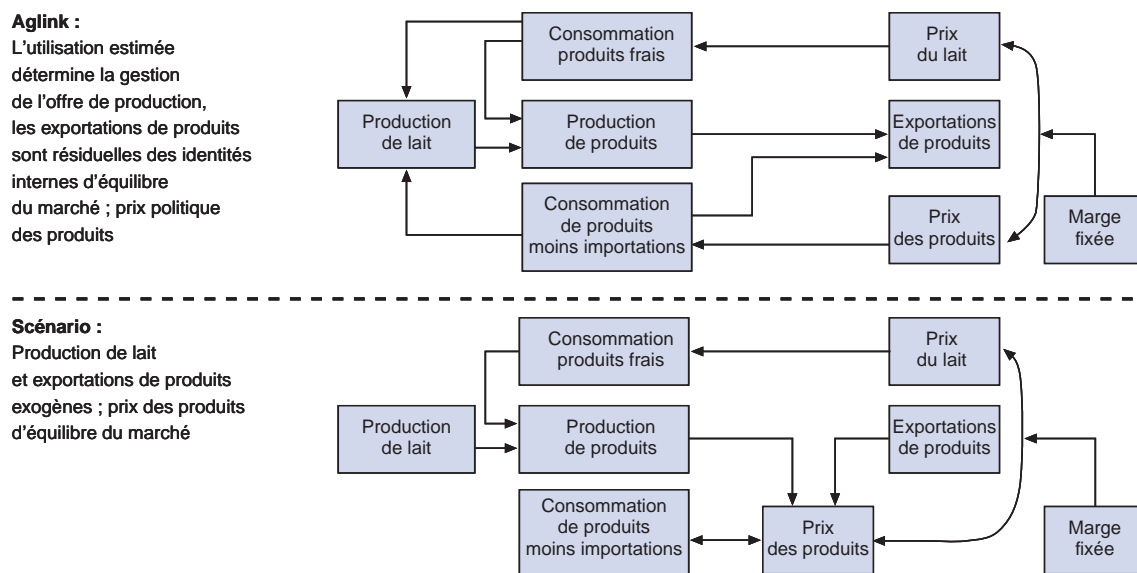 Aglink :
L'utilisation estimée
détermine la gestion
de l'offre de production,
les exportations de produits
sont résiduelles des identités
internes d'équilibre
du marché ; prix politique
des produits
Consommation
produits frais
Prix
du lait
Production
de lait
Production
de produits
Exportations
de produits
Consommation
de produits
moins importations
Prix
des produits
Marge
fixée
Scénario :
Production de lait
et exportations de produits
exogènes ; prix des produits
d'équilibre du marché
Consommation
produits frais
Prix
du lait
Production
de lait
Production
de produits
Exportations
de produits
Consommation
de produits
moins importations
Prix
des produits
Marge
fixée